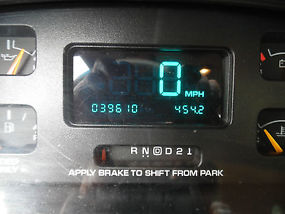 0 MPH
039610 454.2
R N D D 2 1
APPLY BRAKE TO SHIFT FROM PARK